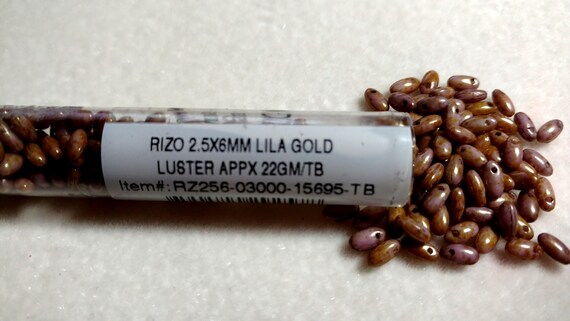 RIZO 2.5X6MM LILA GOLD
LUSTER APPX 22GM/TB
Item#: RZ256-03000-15695-TB